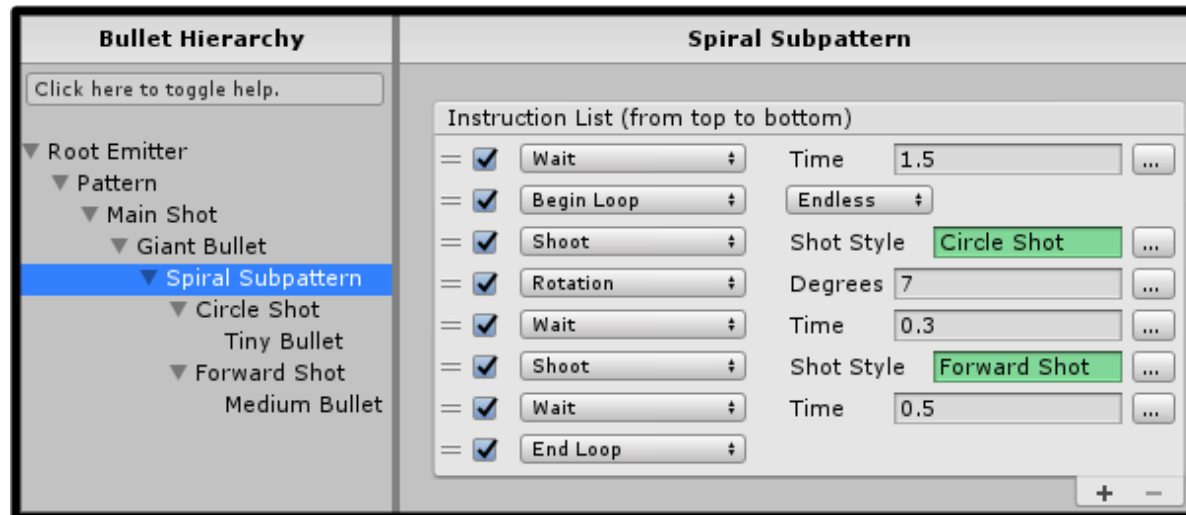 Bullet Hierarchy
Click here to toggle help.
Root Emitter
Pattern
Main Shot
Giant Bullet
Spiral Subpattern
Circle Shot
Tiny Bullet
Forward Shot
Medium Bullet
Spiral Subpattern
Instruction List (from top to bottom)
Wait Time 1.5 ...
Begin Loop Endless
Shoot Shot Style Circle Shot ...
Rotation Degrees 7 ...
Wait Time 0.3 ...
Shoot Shot Style Forward Shot ...
Wait Time 0.5 ...
End Loop
+ −